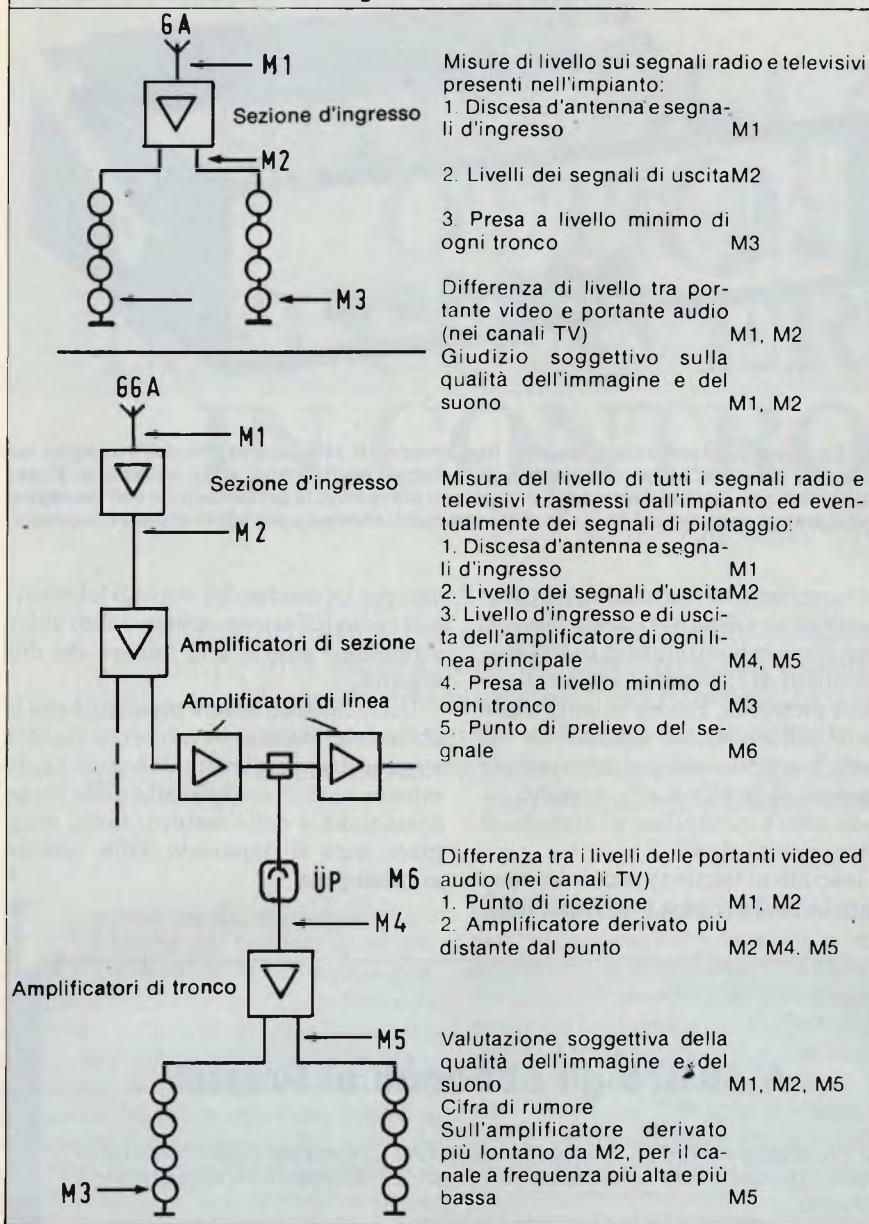 GA
M1
Sezione d'ingresso
M2
M3
Misure di livello sui segnali radio e televisivi
presenti nell'impianto:
1. Discesa d'antenna e segna-
li d'ingresso M1
2. Livelli dei segnali di uscita M2
3. Presa a livello minimo di
ogni tronco M3
Differenza di livello tra por-
tante video e portante audio
(nei canali TV) M1, M2
Giudizio soggettivo sulla
qualità dell'immagine e del
suono M1, M2
GGA
M1
Sezione d'ingresso
M2
Amplificatori di sezione
Amplificatori di linea
ÜP M6
M4
Amplificatori di tronco
M5
M3
Misura del livello di tutti i segnali radio e
televisivi trasmessi dall'impianto ed even-
tualmente dei segnali di pilotaggio:
1. Discesa d'antenna e segna-
li d'ingresso M1
2. Livello dei segnali d'uscita M2
3. Livello d'ingresso e di usci-
ta dell'amplificatore di ogni li-
nea principale M4, M5
4. Presa a livello minimo di
ogni tronco M3
5. Punto di prelievo del se-
gnale M6
Differenza tra i livelli delle portanti video ed
audio (nei canali TV)
1. Punto di ricezione M1, M2
2. Amplificatore derivato più
distante dal punto M2 M4. M5
Valutazione soggettiva della
qualità dell'immagine e del
suono M1, M2, M5
Cifra di rumore
Sull'amplificatore derivato
più lontano da M2, per il ca-
nale a frequenza più alta e più
bassa M5